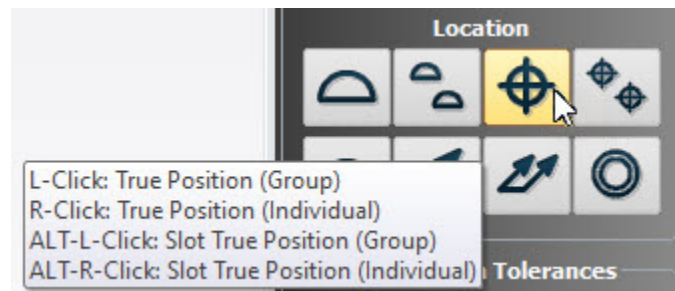 Location
L-Click: True Position (Group)
R-Click: True Position (Individual)
ALT-L-Click: Slot True Position (Group)
ALT-R-Click: Slot True Position (Individual)
Tolerances